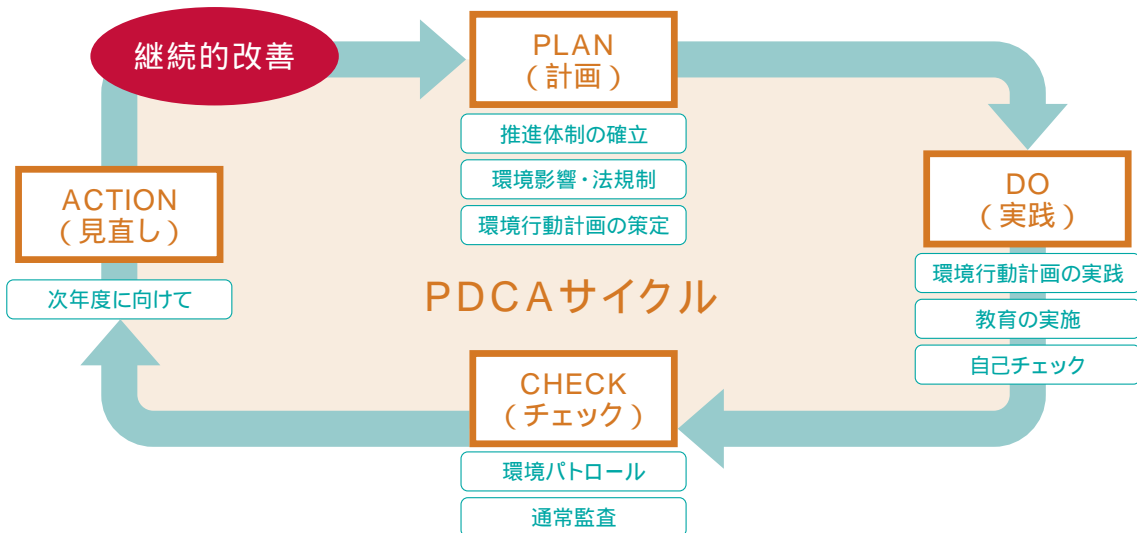 継続的改善
PLAN
(計画)
推進体制の確立
環境影響・法規制
環境行動計画の策定
DO
(実践)
環境行動計画の実践
教育の実施
自己チェック
CHECK
(チェック)
環境パトロール
通常監査
ACTION
(見直し)
次年度に向けて
PDCAサイクル